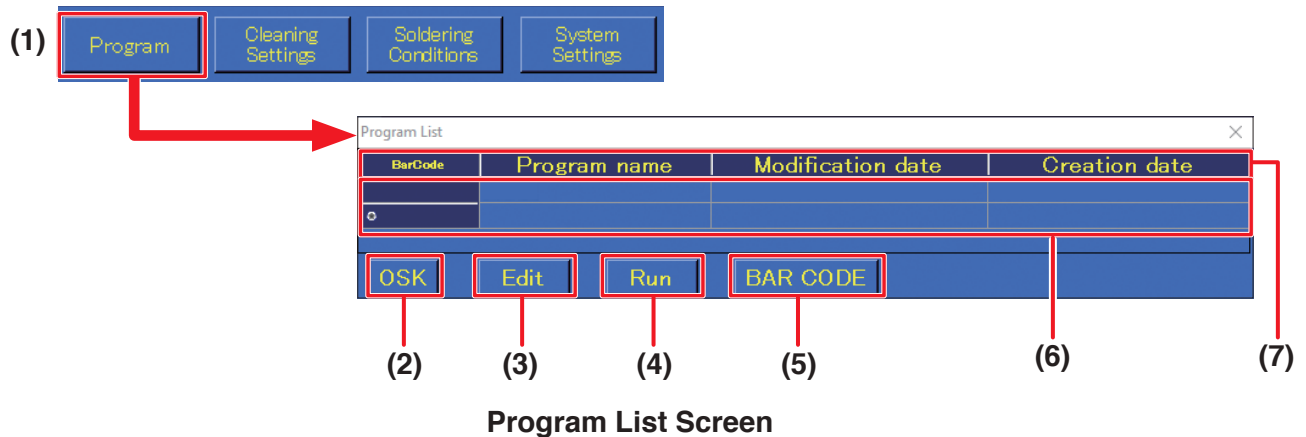 (1)
Program
Cleaning
Settings
Soldering
Conditions
System
Settings
Program List
BarCode
Program name
Modification date
Creation date
OSK
Edit
Run
BAR CODE
(2)
(3)
(4)
(5)
(6)
(7)
Program List Screen